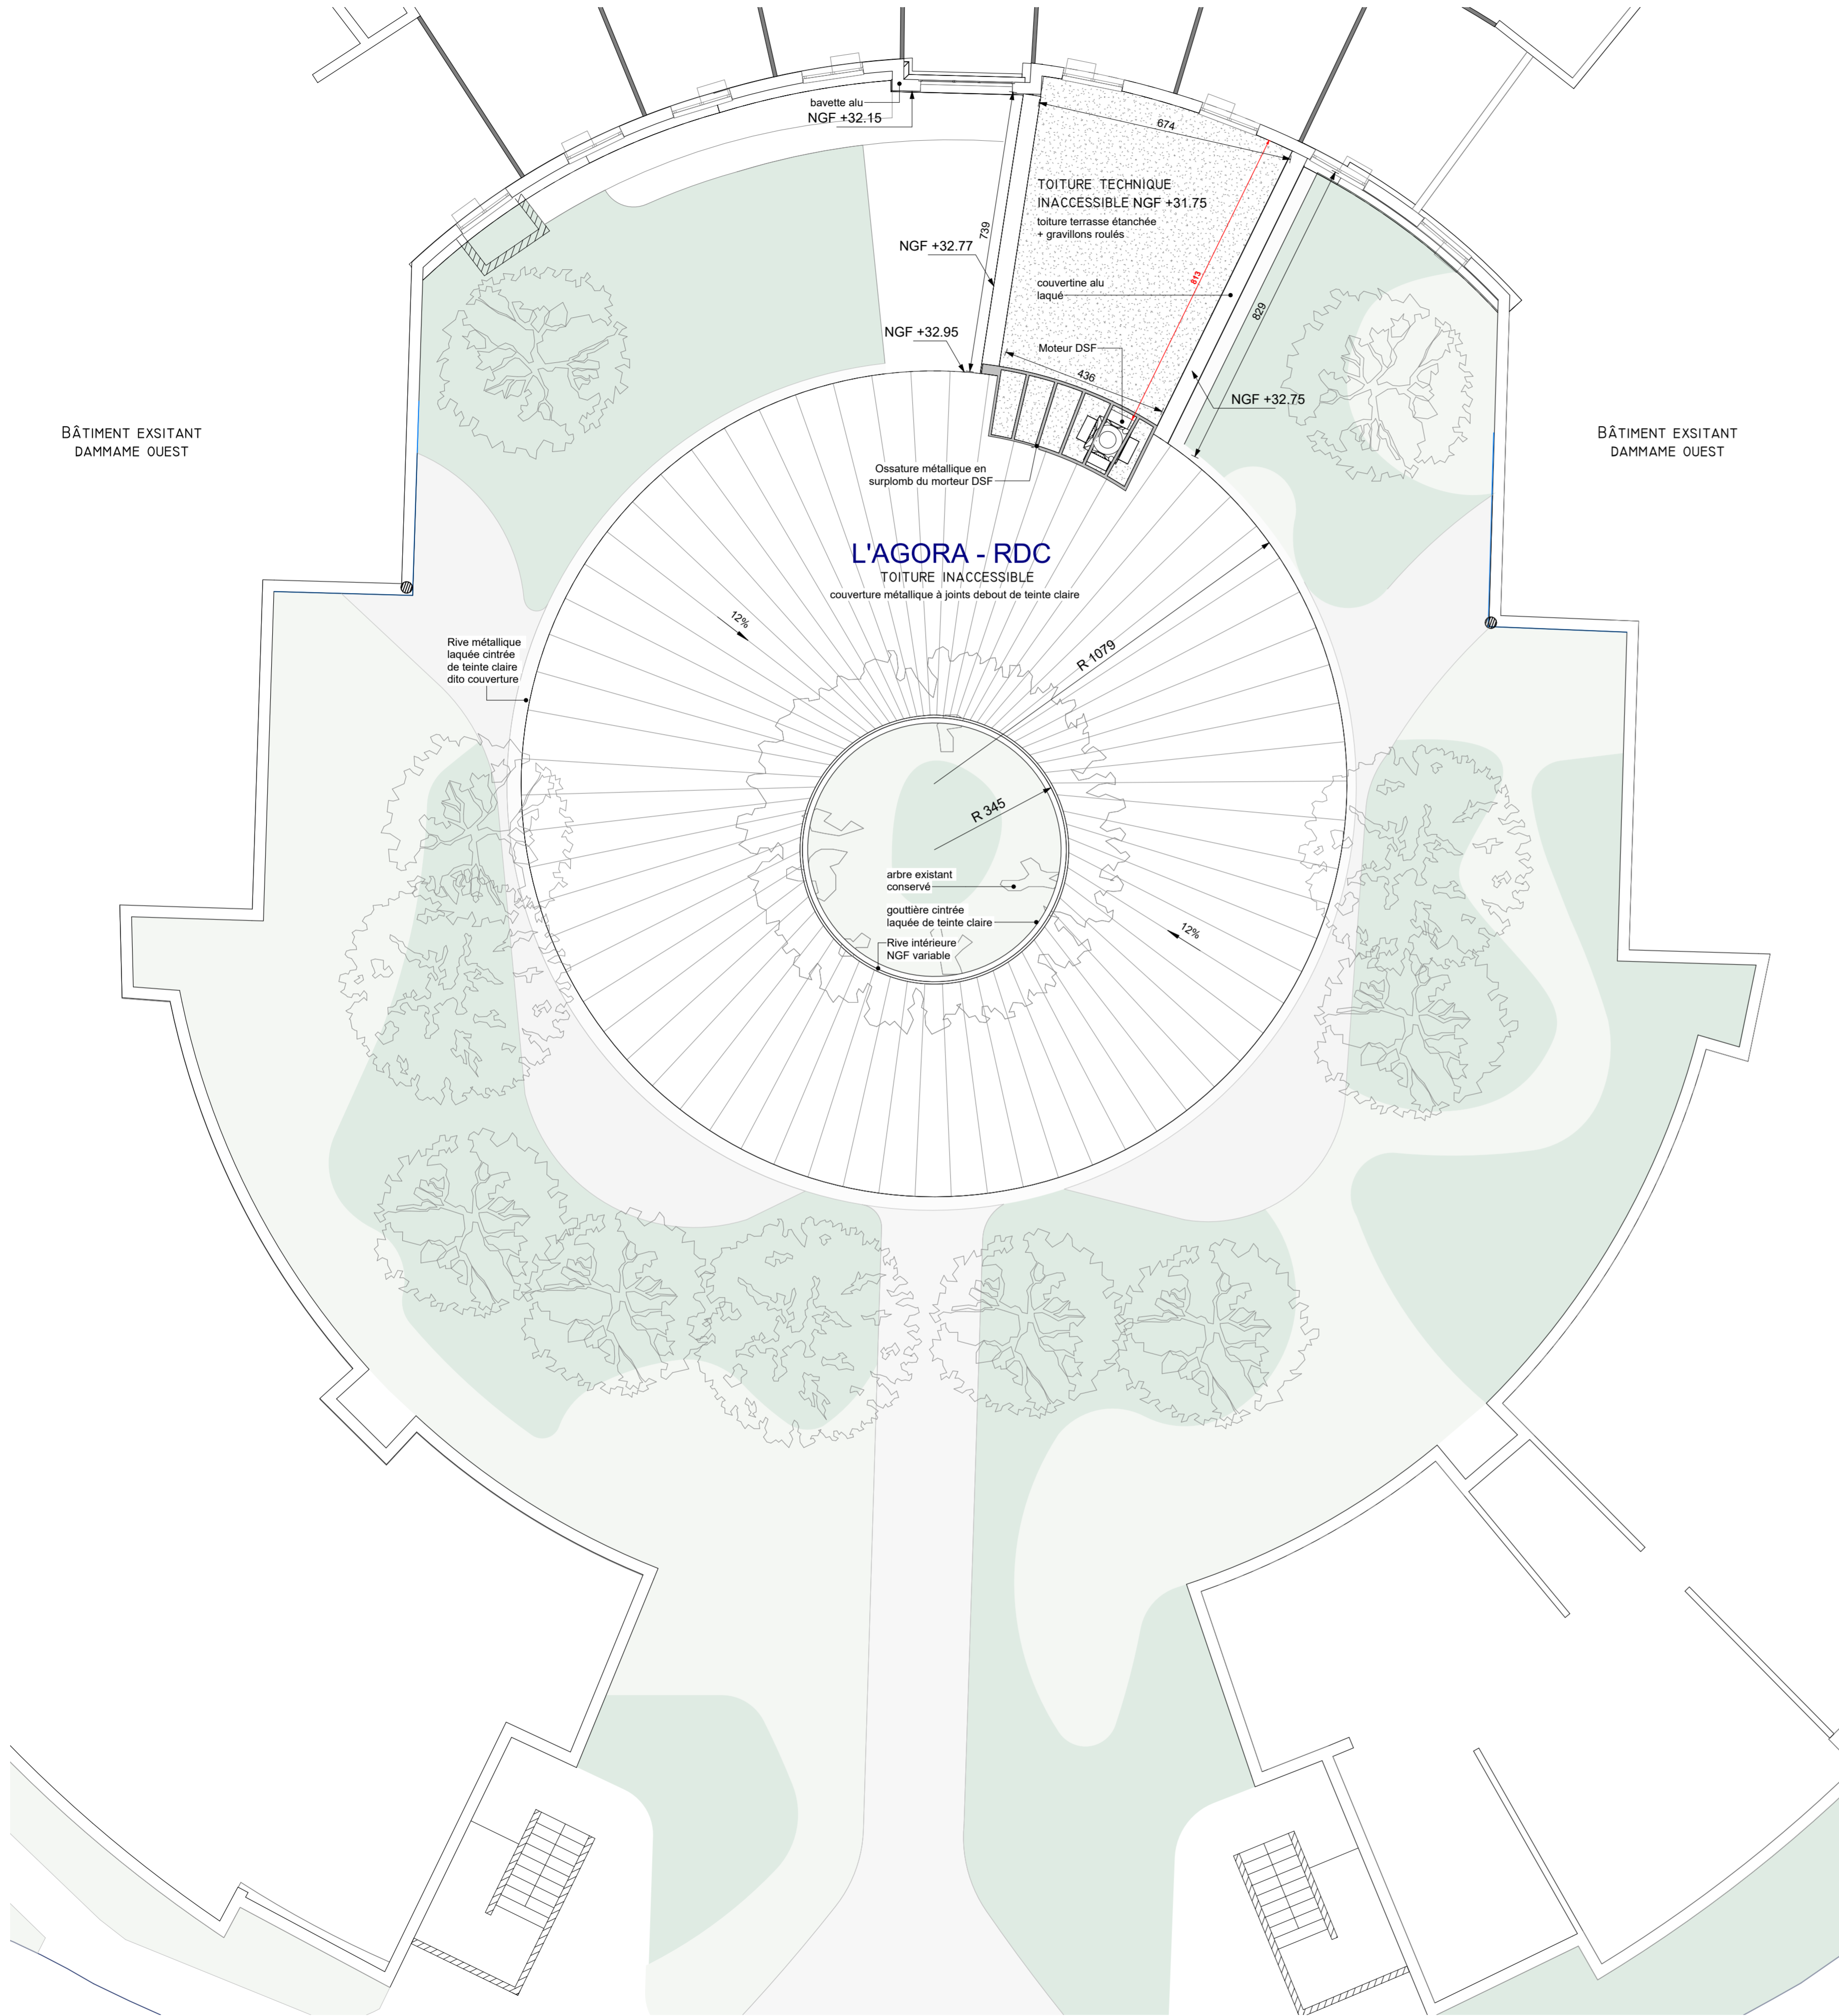 bavette alu
NGF +32.15
674
TOITURE TECHNIQUE
INACCESSIBLE NGF +31.75
toiture terrasse étanchée
+ gravillons roulés
739
NGF +32.77
813
couvertine alu
laqué
829
NGF +32.95
Moteur DSF
436
NGF +32.75
BÂTIMENT EXSITANT
DAMMAME OUEST
BÂTIMENT EXSITANT
DAMMAME OUEST
Ossature métallique en
surplomb du morteur DSF
L'AGORA - RDC
TOITURE INACCESSIBLE
couverture métallique à joints debout de teinte claire
12%
Rive métallique
laquée cintrée
de teinte claire
dito couverture
R 1079
R 345
arbre existant
conservé
gouttière cintrée
laquée de teinte claire
12%
Rive intérieure
NGF variable